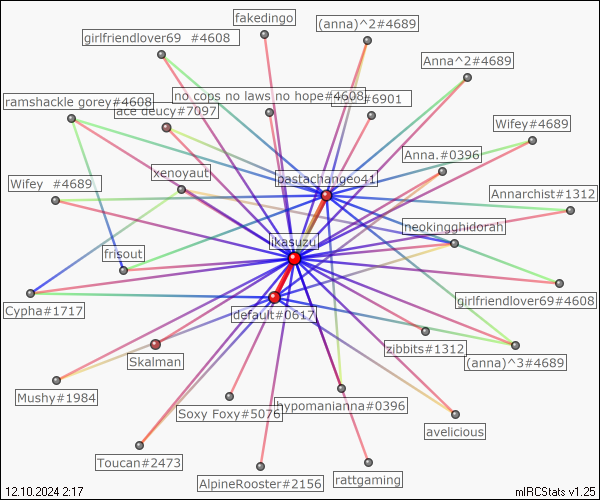 fakedingo
girlfriendlover69 #4608
(anna)^2#4689
Anna^2#4689
no cops no laws no hope#4608
#6901
ramshackle gorey#4608
ace deucy#7097
Wifey#4689
Anna.#0396
xenoyaut
bastachangeo41
Wifey #4689
Annarchist#1312
neokingghidorah
ikasuzu
frisout
girlfriendlover69#4608
Cypha#1717
default#0617
zibbits#1312
Skalman
(anna)^3#4689
Mushy#1984
Soxy Foxy#5076
hypomanianna#0396
avelicious
Toucan#2473
AlpineRooster#2156
rattgaming
12.10.2024 2:17
mIRCStats v1.25